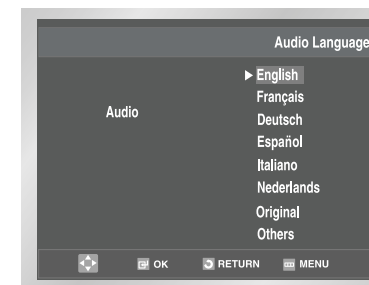 Audio Language
Audio
English
Français
Deutsch
Español
Italiano
Nederlands
Original
Others
OK RETURN MENU